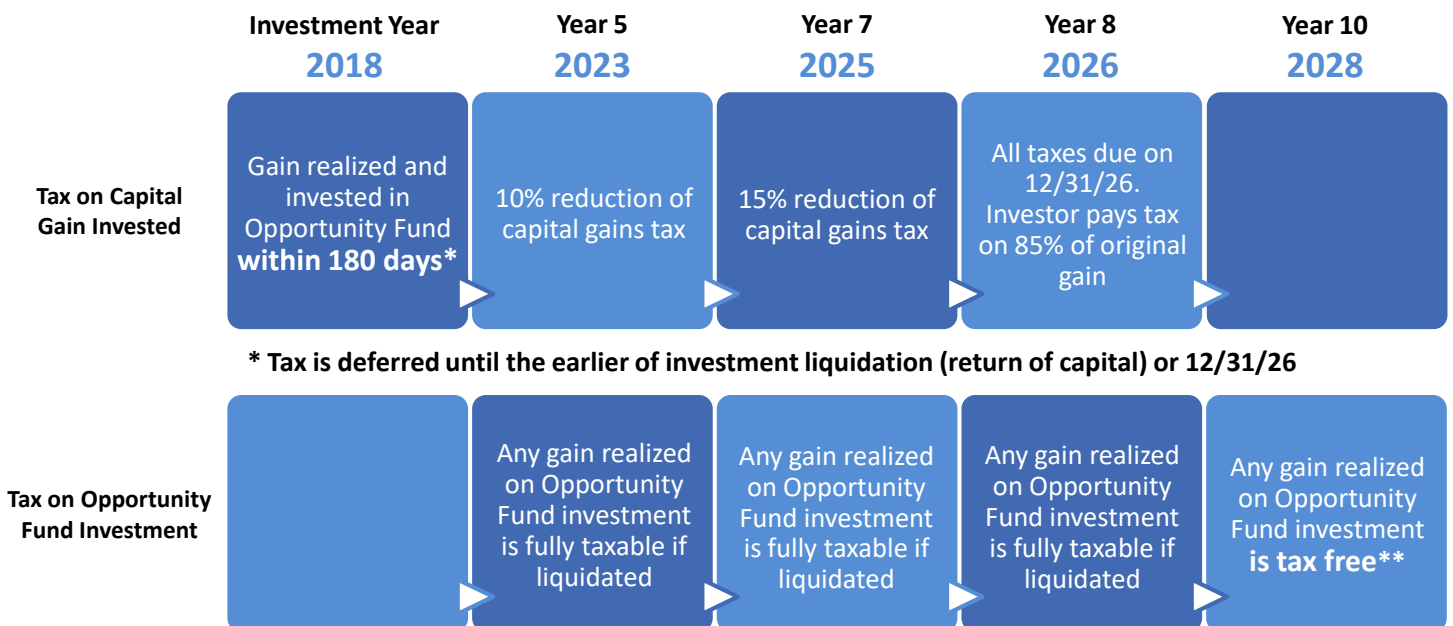 Investment Year
2018
Year 5
2023
Year 7
2025
Year 8
2026
Year 10
2028
Tax on Capital
Gain Invested
Gain realized and
invested in
Opportunity Fund
within 180 days*
10% reduction of
capital gains tax
15% reduction of
capital gains tax
All taxes due on
12/31/26.
Investor pays tax
on 85% of original
gain
* Tax is deferred until the earlier of investment liquidation (return of capital) or 12/31/26
Tax on Opportunity
Fund Investment
Any gain realized
on Opportunity
Fund investment
is fully taxable if
liquidated
Any gain realized
on Opportunity
Fund investment
is fully taxable if
liquidated
Any gain realized
on Opportunity
Fund investment
is fully taxable if
liquidated
Any gain realized
on Opportunity
Fund investment
is tax free**